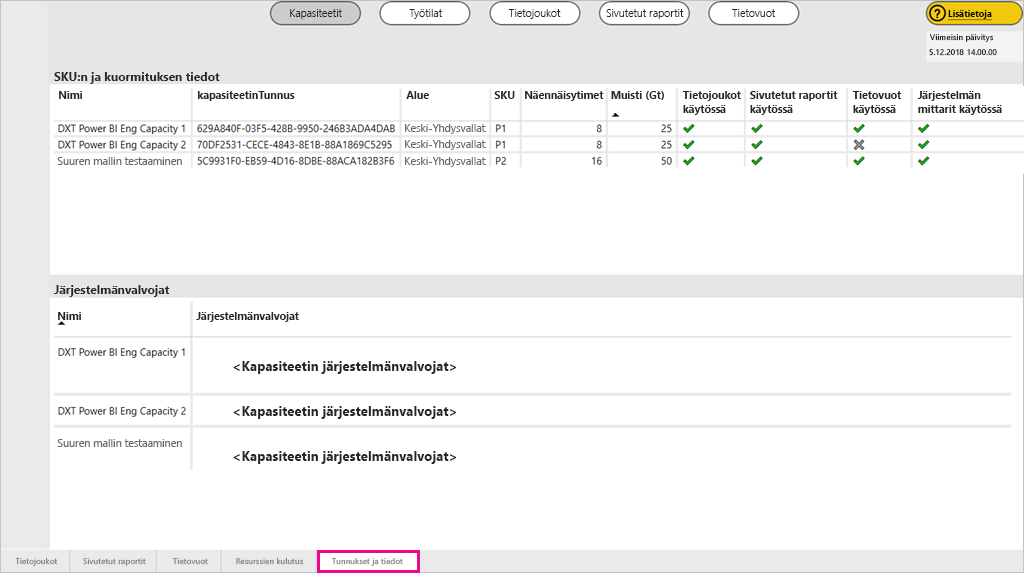 Kapasiteetit Työtilat Tietojoukot Sivutetut raportit Tietovuot
? Lisätietoja
Viimeisin päivitys
5.12.2018 14.00.00
SKU:n ja kuormituksen tiedot
Nimi kapasiteetinTunnus Alue SKU Näennäisytimet Muisti (Gt) Tietojoukot käytössä Sivutetut raportit käytössä Tietovuot käytössä Järjestelmän mittarit käytössä
DXT Power BI Eng Capacity 1 629A840F-03F5-428B-9950-246B3ADA4DAB Keski-Yhdysvallat P1 8 25
DXT Power BI Eng Capacity 2 70DF2531-CECE-4843-8E1B-88A1869C5295 Keski-Yhdysvallat P1 8 25
Suuren mallin testaaminen 5C9931F0-EB59-4D16-8DBE-88ACA182B3F6 Keski-Yhdysvallat P2 16 50
Järjestelmänvalvojat
Nimi Järjestelmänvalvojat
DXT Power BI Eng Capacity 1
<Kapasiteetin järjestelmänvalvojat>
DXT Power BI Eng Capacity 2 <Kapasiteetin järjestelmänvalvojat>
Suuren mallin testaaminen
<Kapasiteetin järjestelmänvalvojat>
Tietojoukot Sivutetut raportit Tietovuot Resurssien kulutus Tunnukset ja tiedot